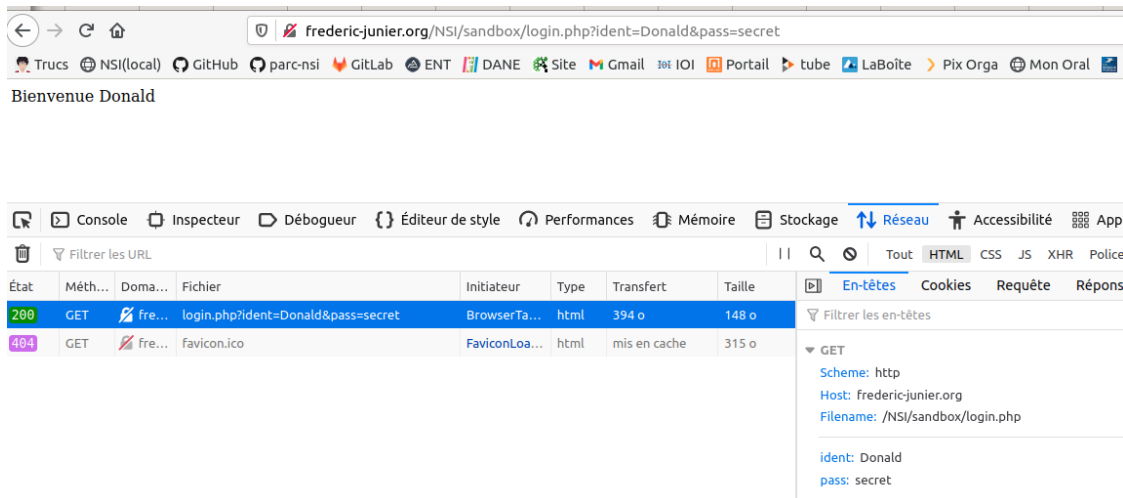 frederic-junier.org/NSI/sandbox/login.php?ident=Donald&pass=secret
Trucs NSI(local) GitHub parc-nsi GitLab ENT DANE Site Gmail IOI Portail tube LaBoîte Pix Orga Mon Oral
Bienvenue Donald
Console Inspecteur Débogueur Éditeur de style Performances Mémoire Stockage Réseau Accessibilité App
Filtrer les URL Tout HTML CSS JS XHR Police
État Méth... Doma... Fichier Initiateur Type Transfert Taille En-têtes Cookies Requête Répons
200 GET fre... login.php?ident=Donald&pass=secret BrowserTa... html 394 o 148 o Filtrer les en-têtes
404 GET fre... favicon.ico FaviconLoa... html mis en cache 315 o GET
Scheme: http
Host: frederic-junier.org
Filename: /NSI/sandbox/login.php
ident: Donald
pass: secret